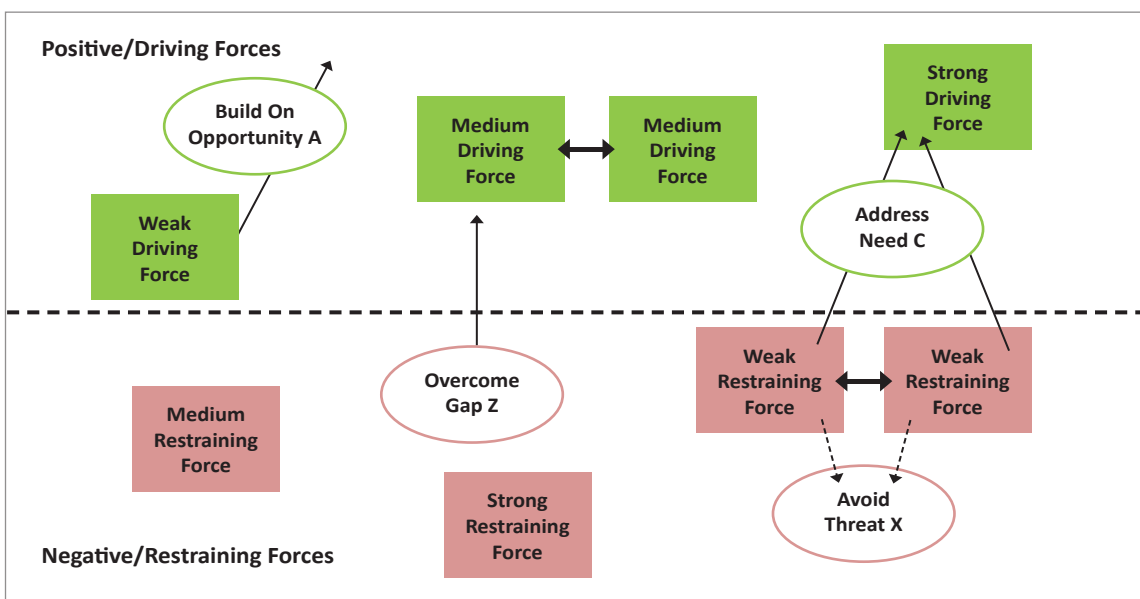 Positive/Driving Forces
Build On
Opportunity A
Weak
Driving
Force
Medium
Driving
Force
Medium
Driving
Force
Strong
Driving
Force
Address
Need C
Overcome
Gap Z
Weak
Restraining
Force
Weak
Restraining
Force
Medium
Restraining
Force
Strong
Restraining
Force
Avoid
Threat X
Negative/Restraining Forces